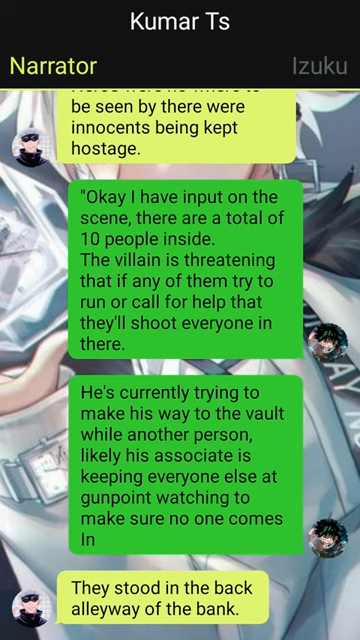 Kumar Ts
Narrator
Izuku
be seen by there were
innocents being kept
hostage.
"Okay I have input on the
scene, there are a total of
10 people inside.
The villain is threatening
that if any of them try to
run or call for help that
they'll shoot everyone in
there.
He's currently trying to
make his way to the vault
while another person,
likely his associate is
keeping everyone else at
gunpoint watching to
make sure no one comes
In
They stood in the back
alleyway of the bank.